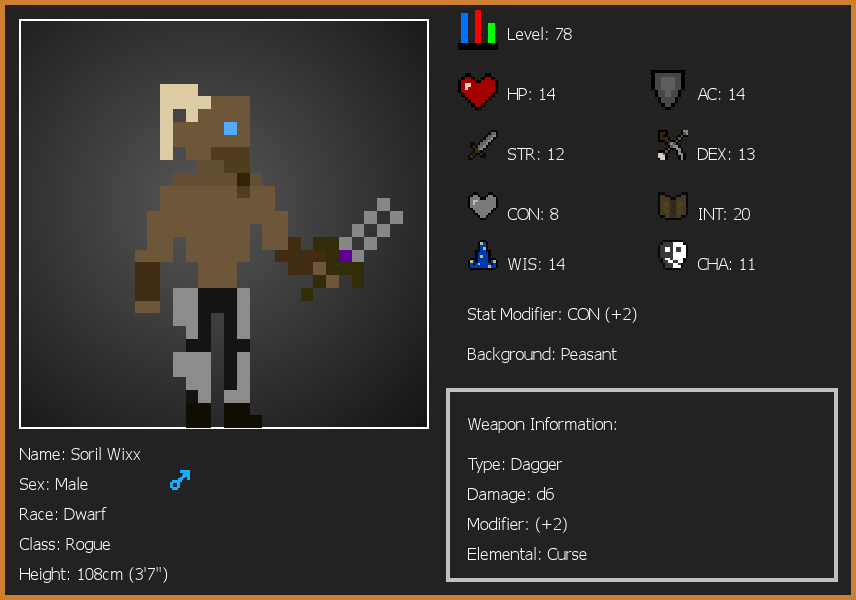 Level: 78
HP: 14
AC: 14
STR: 12
DEX: 13
CON: 8
INT: 20
WIS: 14
CHA: 11
Stat Modifier: CON (+2)
Background: Peasant
Weapon Information:
Type: Dagger
Damage: d6
Modifier: (+2)
Elemental: Curse
Name: Soril Wixx
Sex: Male
Race: Dwarf
Class: Rogue
Height: 108cm (3'7")